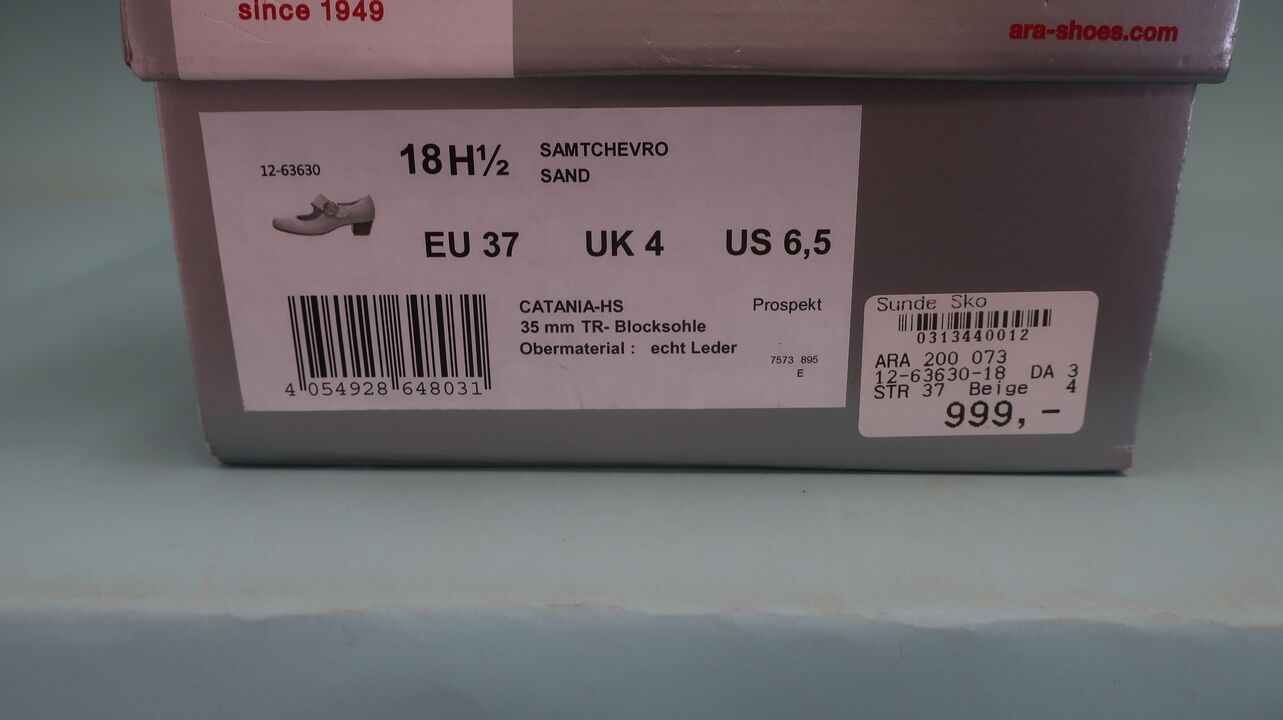 since 1949
ara-shoes.com
12-63630
18 H½
SAMTCHEVRO
SAND
EU 37 UK 4 US 6,5
CATANIA-HS
35 mm TR- Blocksohle
Obermaterial : echt Leder
Prospekt
7573 895
E
4 054928 648031
Sunde Sko
0313440012
ARA 200 073
12-63630-18 DA 3
STR 37 Beige 4
999,-